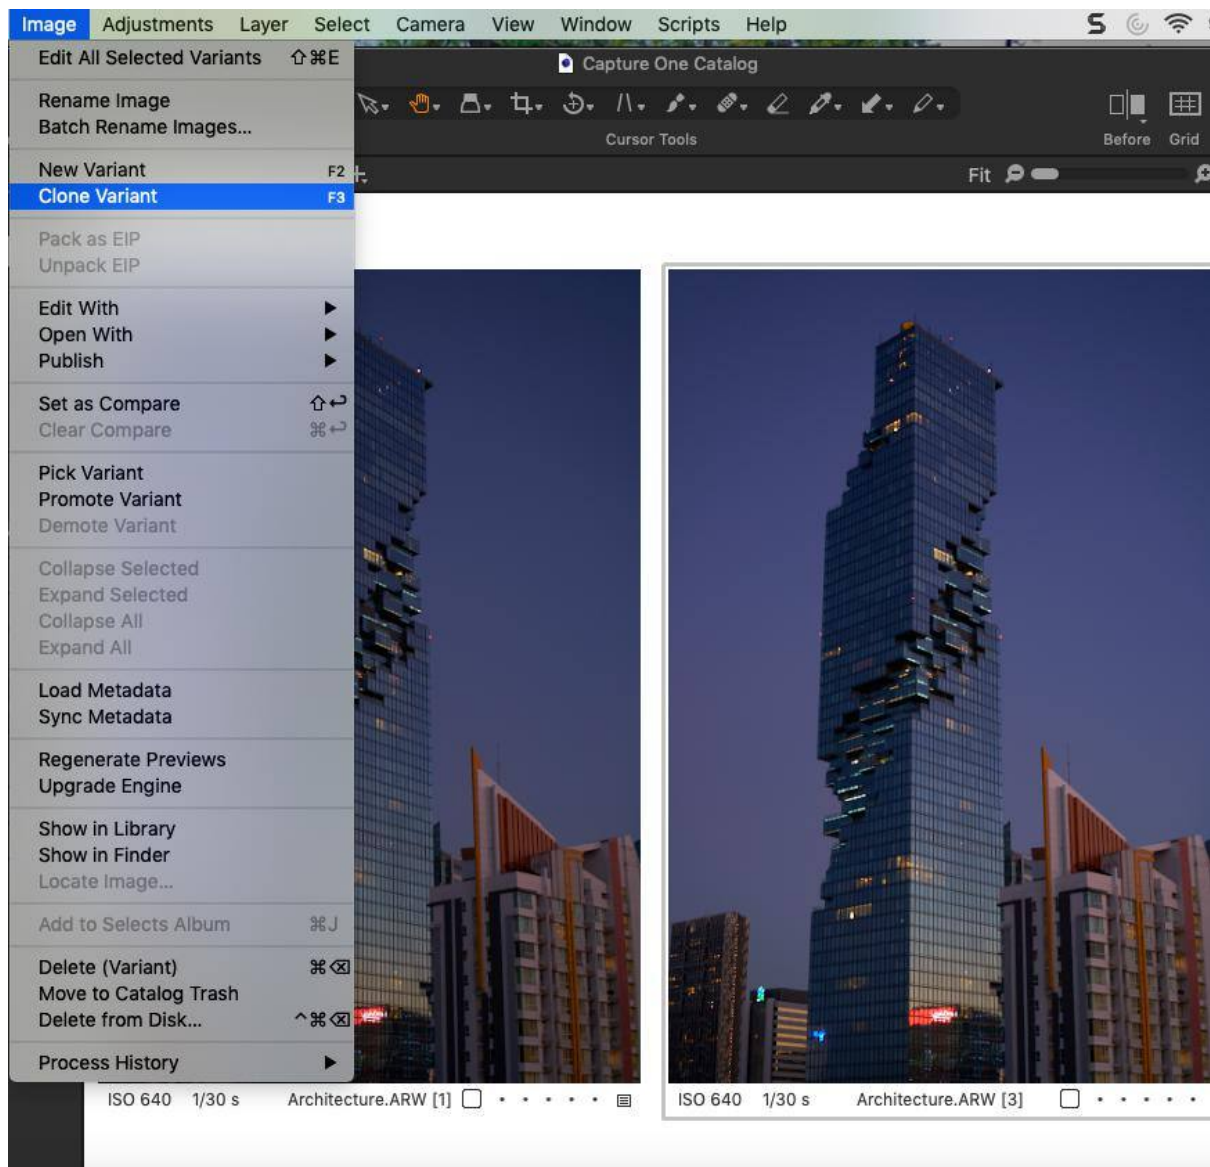 Image Adjustments Layer Select Camera View Window Scripts Help
Capture One Catalog
Edit All Selected Variants ⇧⌘E
Rename Image
Batch Rename Images...
New Variant F2
Clone Variant F3
Pack as EIP
Unpack EIP
Edit With
Open With
Publish
Set as Compare ⇧↩
Clear Compare ⌘↩
Pick Variant
Promote Variant
Demote Variant
Collapse Selected
Expand Selected
Collapse All
Expand All
Load Metadata
Sync Metadata
Regenerate Previews
Upgrade Engine
Show in Library
Show in Finder
Locate Image...
Add to Selects Album ⌘J
Delete (Variant) ⌘⌫
Move to Catalog Trash
Delete from Disk... ^⌘⌫
Process History
Cursor Tools
Before Grid
Fit
ISO 640 1/30 s Architecture.ARW [1]
ISO 640 1/30 s Architecture.ARW [3]